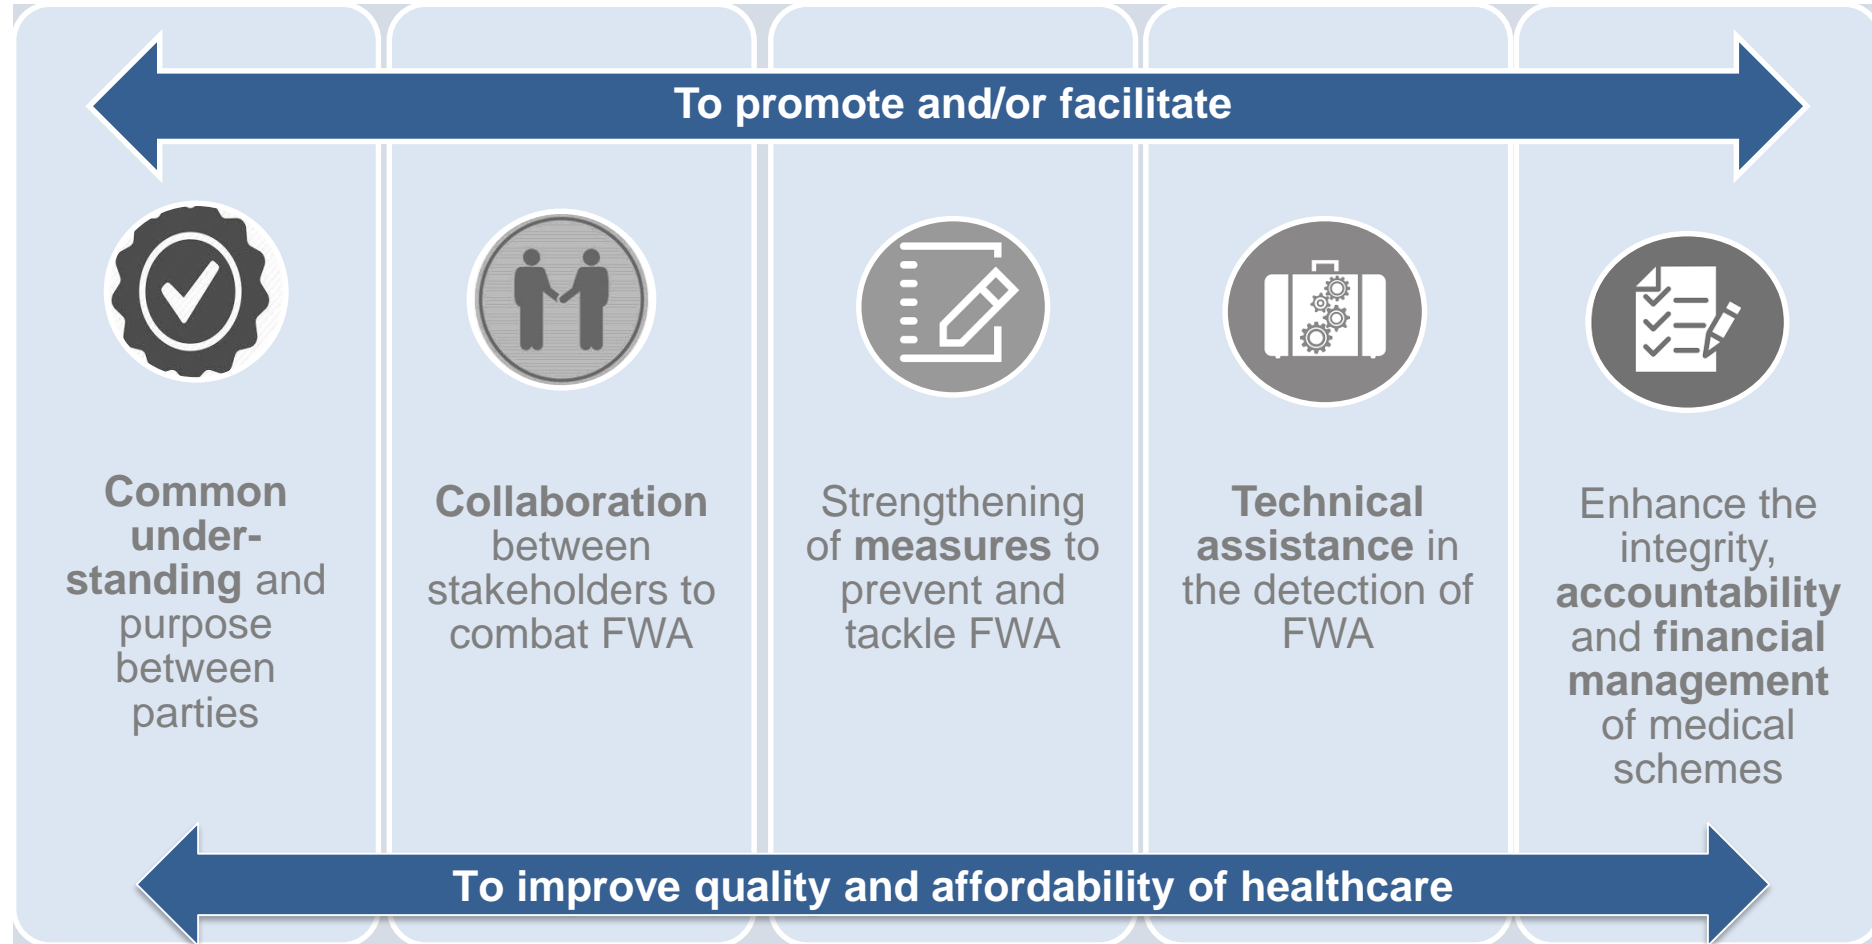 To promote and/or facilitate
Common
under-
standing and
purpose
between
parties
Collaboration
between
stakeholders to
combat FWA
Strengthening
of measures to
prevent and
tackle FWA
Technical
assistance in
the detection of
FWA
Enhance the
integrity,
accountability
and financial
management
of medical
schemes
To improve quality and affordability of healthcare